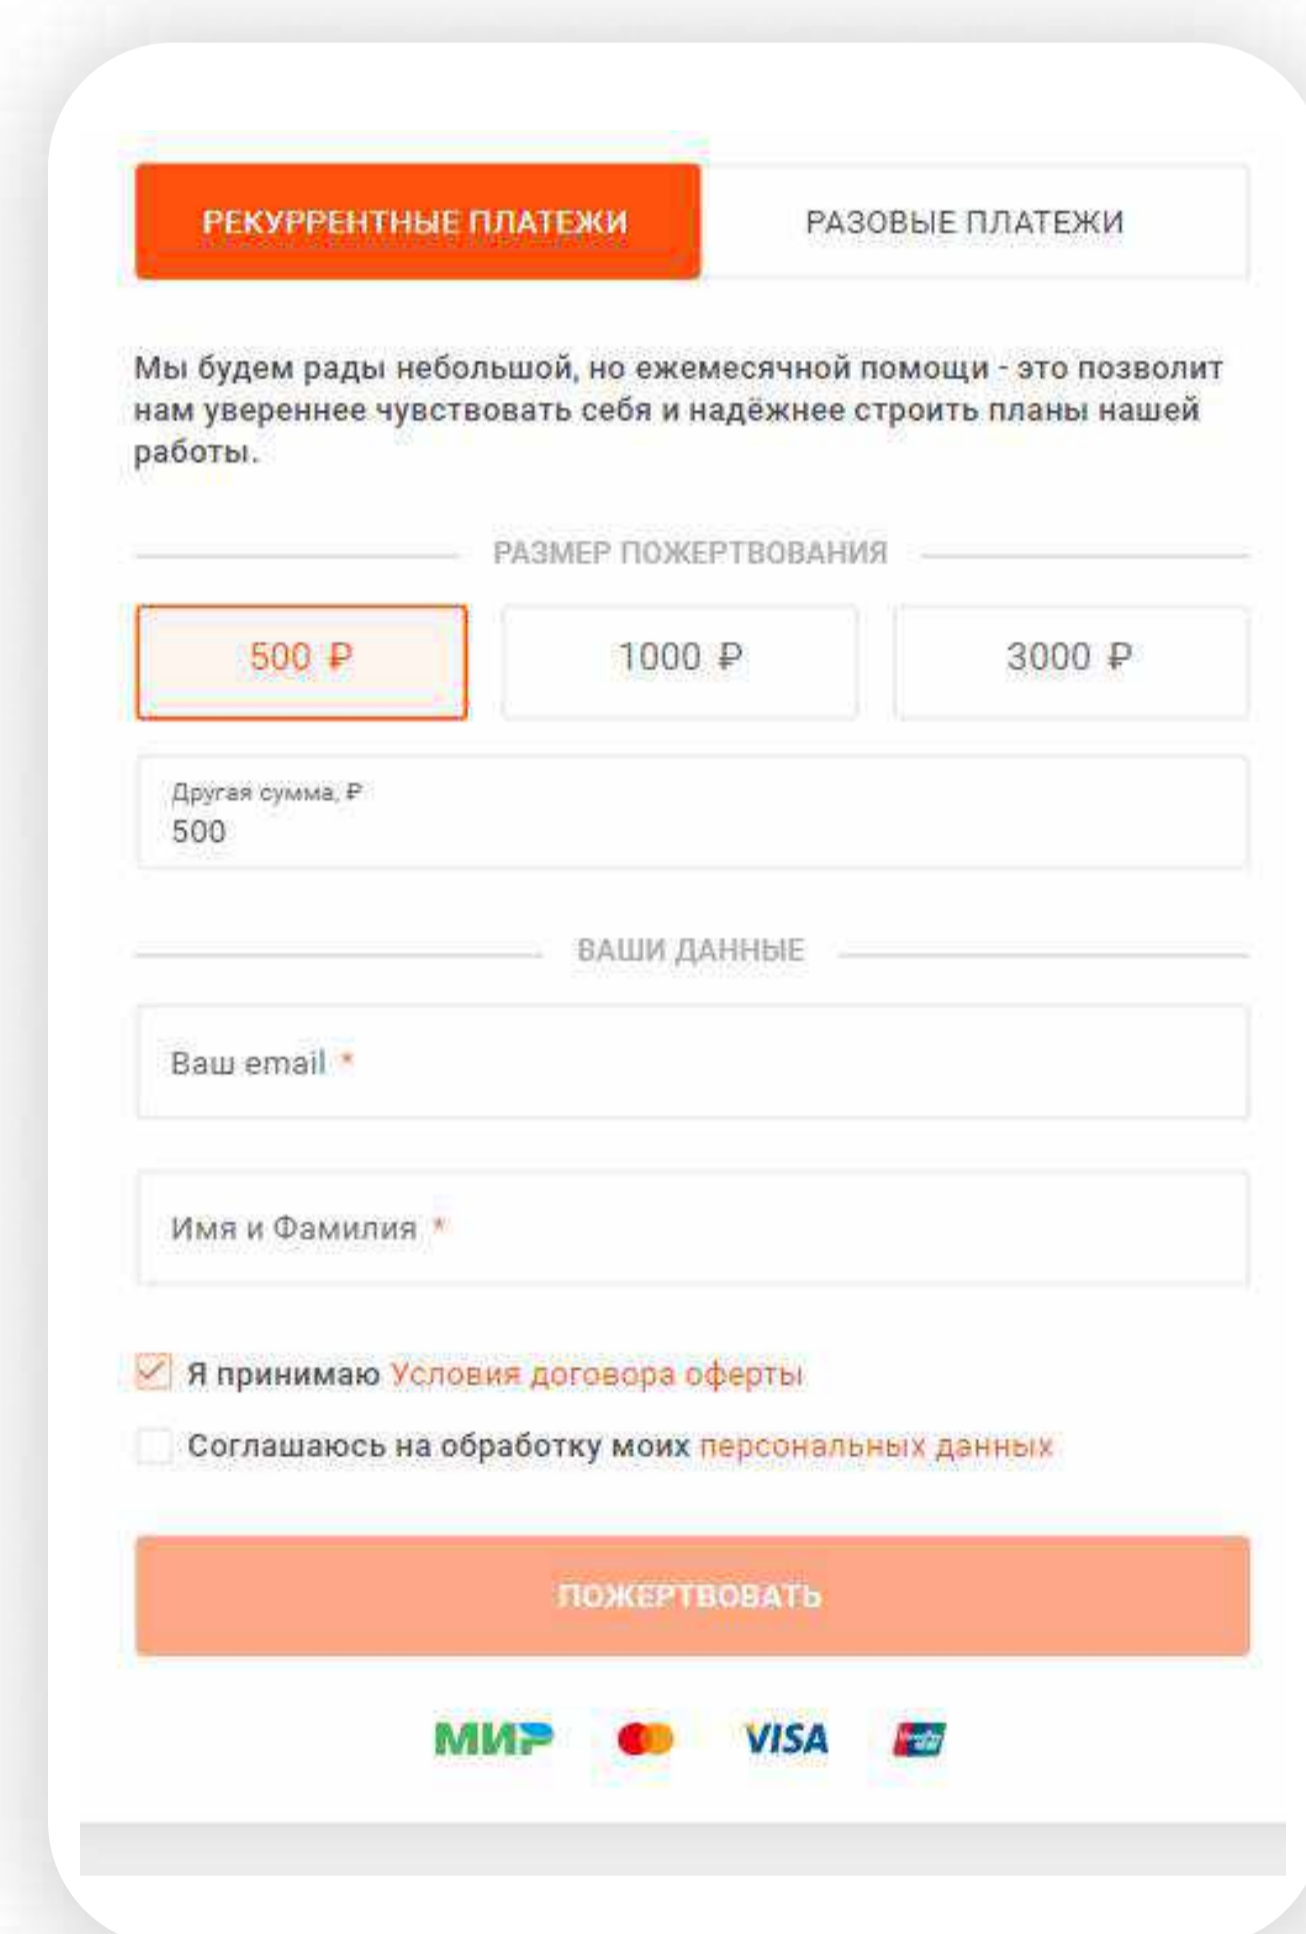 РЕКУРРЕНТНЫЕ ПЛАТЕЖИ
РАЗОВЫЕ ПЛАТЕЖИ
Мы будем рады небольшой, но ежемесячной помощи - это позволит
нам увереннее чувствовать себя и надёжнее строить планы нашей
работы.
РАЗМЕР ПОЖЕРТВОВАНИЯ
500 ₽
1000 ₽
3000 ₽
Другая сумма, ₽
500
ВАШИ ДАННЫЕ
Ваш email *
Имя и Фамилия *
Я принимаю Условия договора оферты
Соглашаюсь на обработку моих персональных данных
ПОЖЕРТВОВАТЬ
МИР
VISA